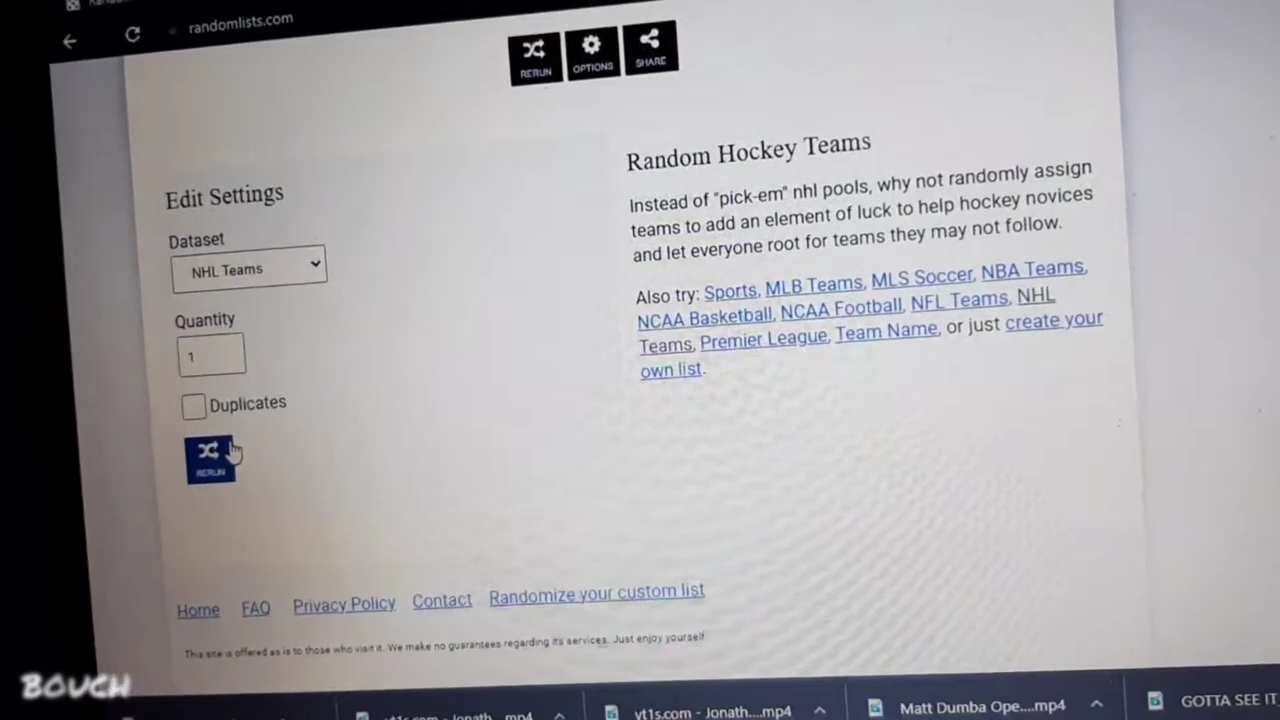 randomlists.com
RERUN
OPTIONS
SHARE
Edit Settings
Dataset
NHL Teams
Quantity
1
Duplicates
RERUN
Random Hockey Teams
Instead of "pick-em" nhl pools, why not randomly assign
teams to add an element of luck to help hockey novices
and let everyone root for teams they may not follow.
Also try: Sports, MLB Teams, MLS Soccer, NBA Teams,
NCAA Basketball, NCAA Football, NFL Teams, NHL
Teams, Premier League, Team Name, or just create your
own list.
Home FAQ Privacy Policy Contact Randomize your custom list
This site is offered as is to those who visit it. We make no guarantees regarding its services. Just enjoy yourself
BOUCH
yt1s.com - Jonath....mp4
yt1s.com - Jonath....mp4
Matt Dumba Ope....mp4
GOTTA SEE IT